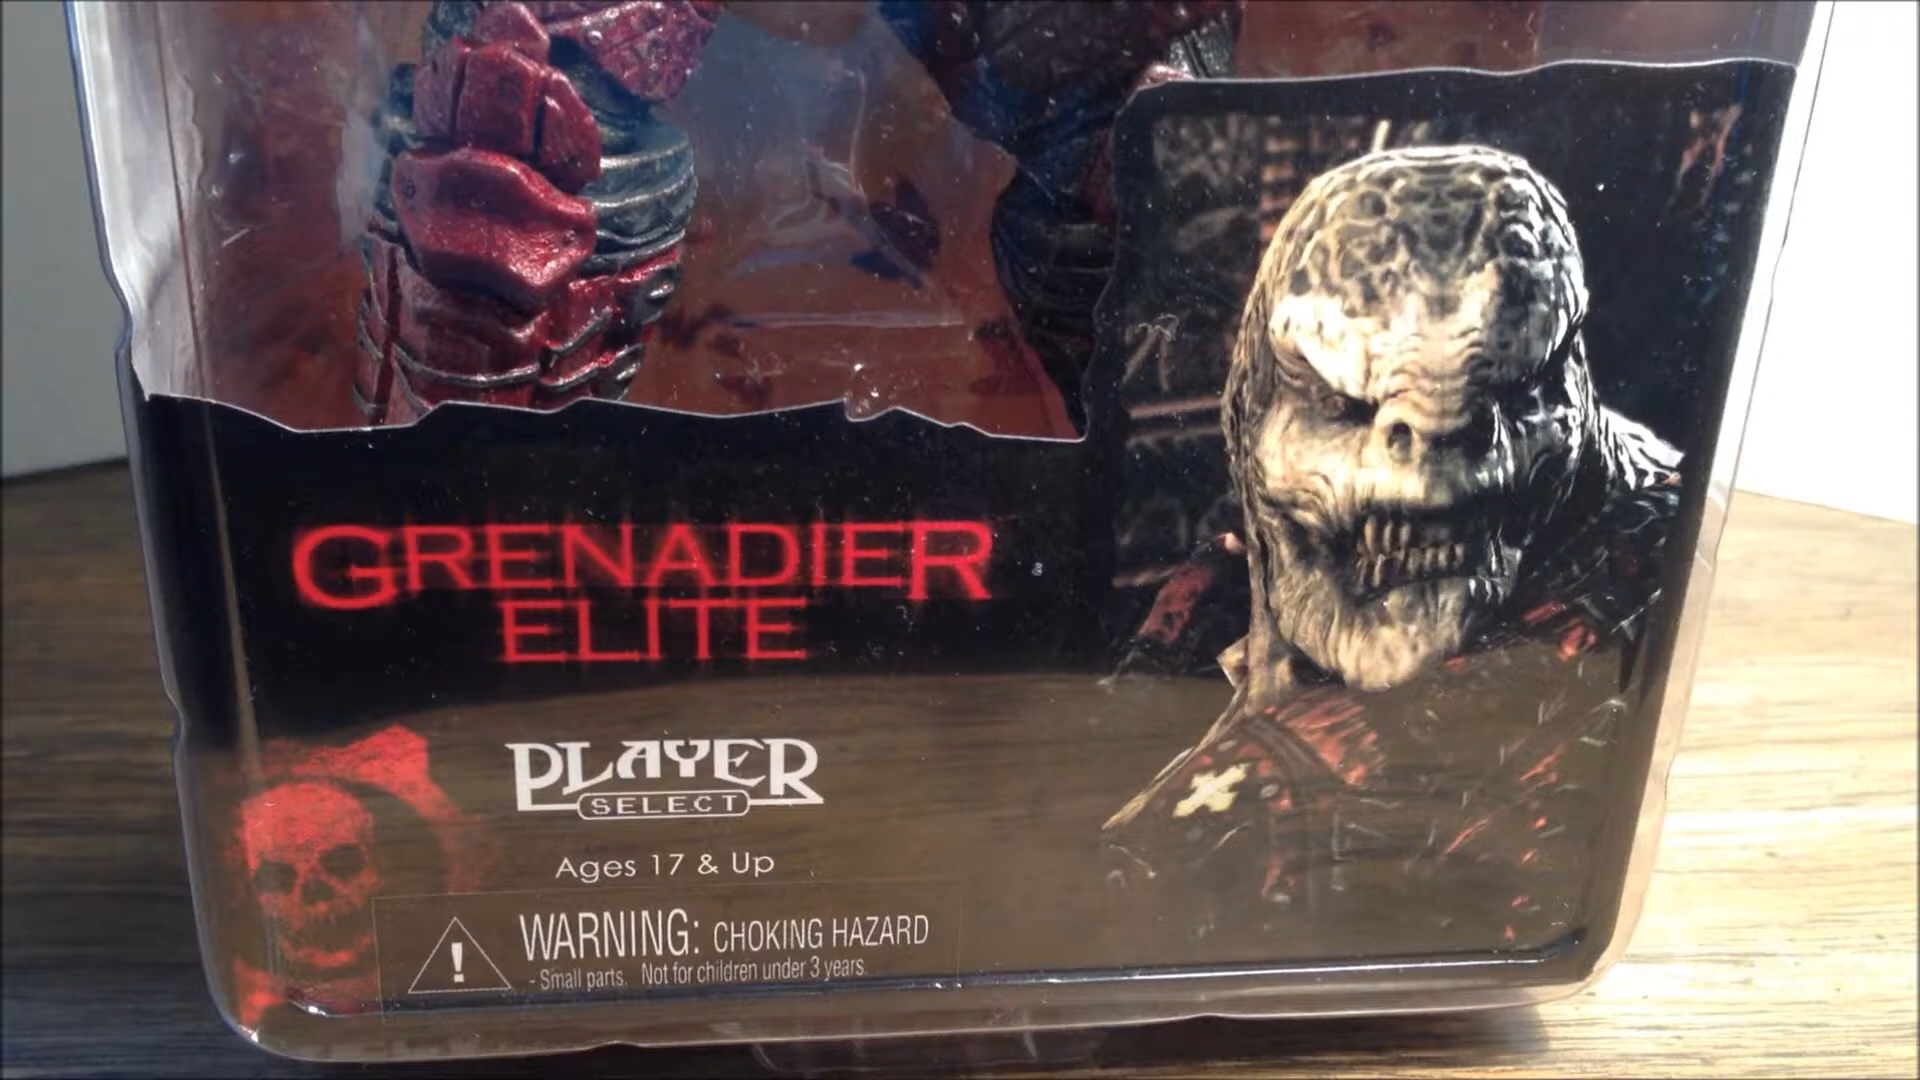 GRENADIER
ELITE
PLAYER
SELECT
Ages 17 & Up
WARNING: CHOKING HAZARD
- Small parts. Not for children under 3 years.